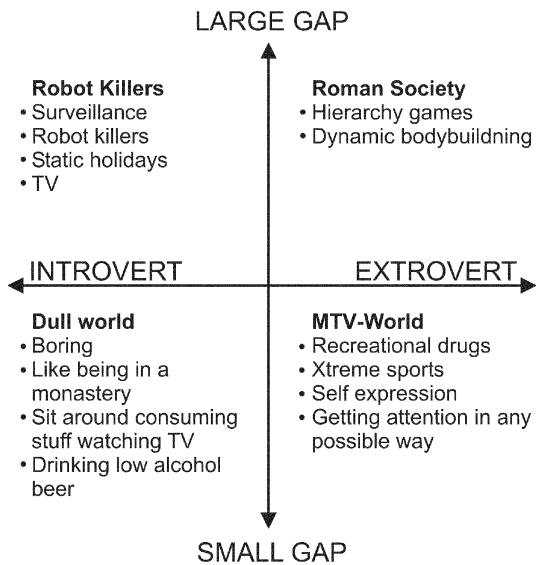 LARGE GAP
Robot Killers
• Surveillance
• Robot killers
• Static holidays
• TV
Roman Society
• Hierarchy games
• Dynamic bodybuildning
INTROVERT
EXTROVERT
Dull world
• Boring
• Like being in a
monastery
• Sit around consuming
stuff watching TV
• Drinking low alcohol
beer
MTV-World
• Recreational drugs
• Xtreme sports
• Self expression
• Getting attention in any
possible way
SMALL GAP